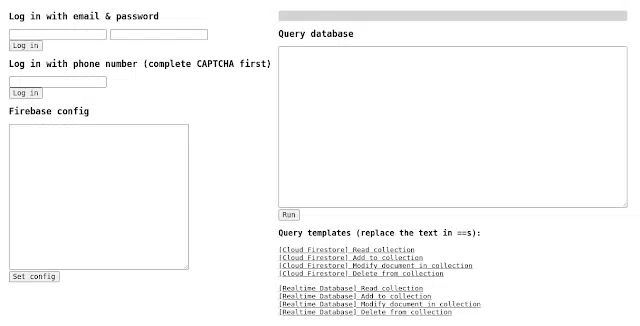 Log in with email & password
Log in
Log in with phone number (complete CAPTCHA first)
Log in
Firebase config
Set config
Query database
Run
Query templates (replace the text in ==s):
[Cloud Firestore] Read collection
[Cloud Firestore] Add to collection
[Cloud Firestore] Modify document in collection
[Cloud Firestore] Delete from collection
[Realtime Database] Read collection
[Realtime Database] Add to collection
[Realtime Database] Modify document in collection
[Realtime Database] Delete from collection